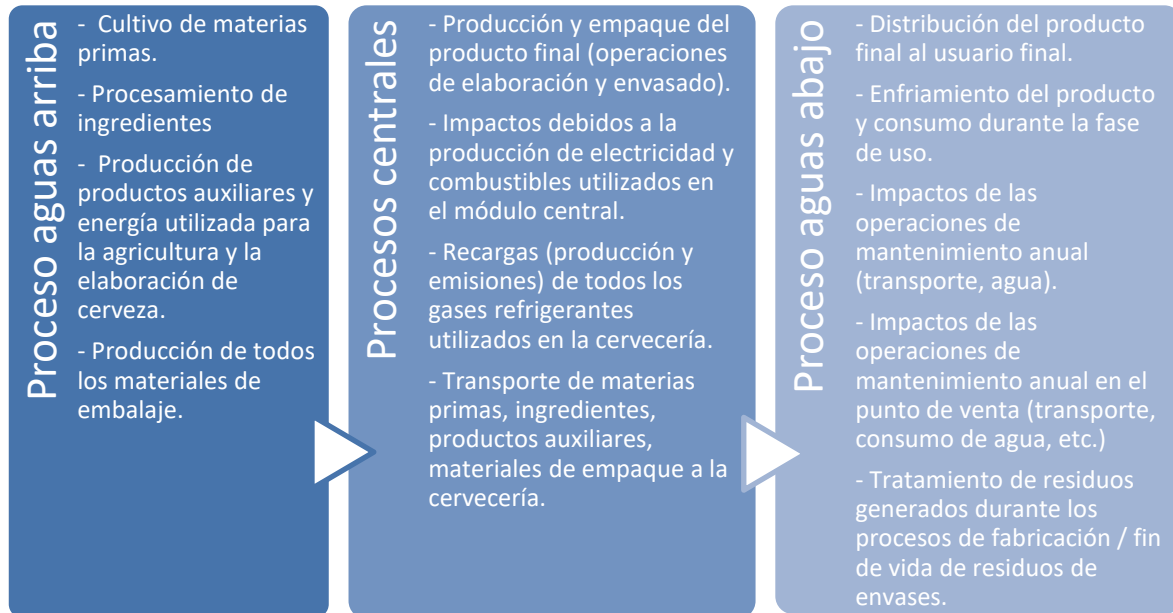 Proceso aguas arriba
- Cultivo de materias
primas.
- Procesamiento de
ingredientes
- Producción de
productos auxiliares y
energía utilizada para
la agricultura y la
elaboración de
cerveza.
- Producción de todos
los materiales de
embalaje.
Procesos centrales
- Producción y empaque del
producto final (operaciones
de elaboración y envasado).
- Impactos debidos a la
producción de electricidad y
combustibles utilizados en
el módulo central.
- Recargas (producción y
emisiones) de todos los
gases refrigerantes
utilizados en la cervecería.
- Transporte de materias
primas, ingredientes,
productos auxiliares,
materiales de empaque a la
cervecería.
Proceso aguas abajo
- Distribución del producto
final al usuario final.
- Enfriamiento del producto
y consumo durante la fase
de uso.
- Impactos de las
operaciones de
mantenimiento anual
(transporte, agua).
- Impactos de las
operaciones de
mantenimiento anual en el
punto de venta (transporte,
consumo de agua, etc.)
- Tratamiento de residuos
generados durante los
procesos de fabricación / fin
de vida de residuos de
envases.